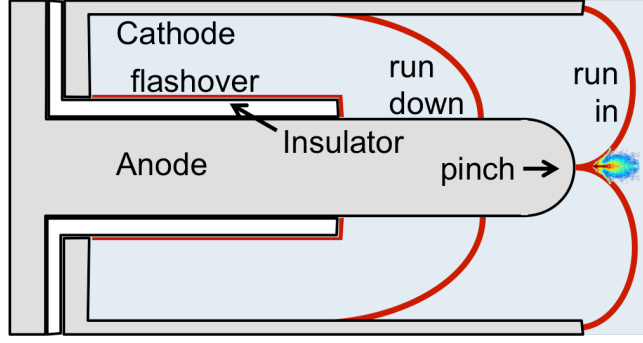 Cathode
flashover
run
down
run
in
Insulator
Anode
pinch